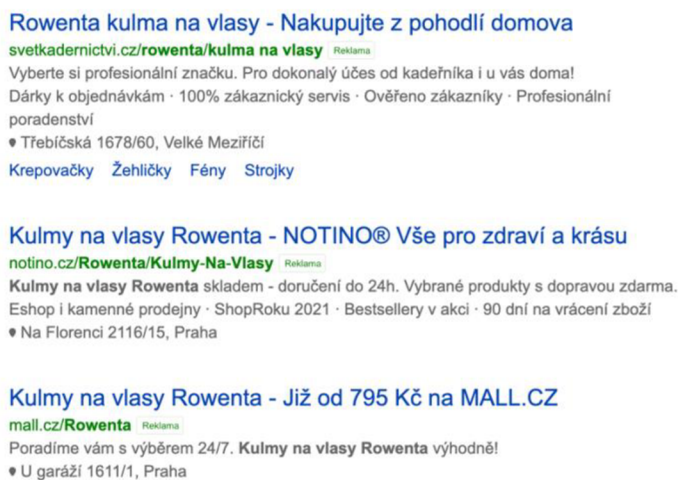 Rowenta kulma na vlasy - Nakupujte z pohodlí domova
svetkadernictvi.cz/rowenta/kulma na vlasy Reklama
Vyberte si profesionální značku. Pro dokonalý účes od kadeřníka i u vás doma!
Dárky k objednávkám · 100% zákaznický servis · Ověřeno zákazníky · Profesionální
poradenství
Třebíčská 1678/60, Velké Meziříčí
Krepovačky Žehličky Fény Strojky
Kulmy na vlasy Rowenta - NOTINO® Vše pro zdraví a krásu
notino.cz/Rowenta/Kulmy-Na-Vlasy Reklama
Kulmy na vlasy Rowenta skladem - doručení do 24h. Vybrané produkty s dopravou zdarma.
Eshop i kamenné prodejny · ShopRoku 2021 · Bestsellery v akci · 90 dní na vrácení zboží
Na Florenci 2116/15, Praha
Kulmy na vlasy Rowenta - Již od 795 Kč na MALL.CZ
mall.cz/Rowenta Reklama
Poradíme vám s výběrem 24/7. Kulmy na vlasy Rowenta výhodně!
U garáží 1611/1, Praha